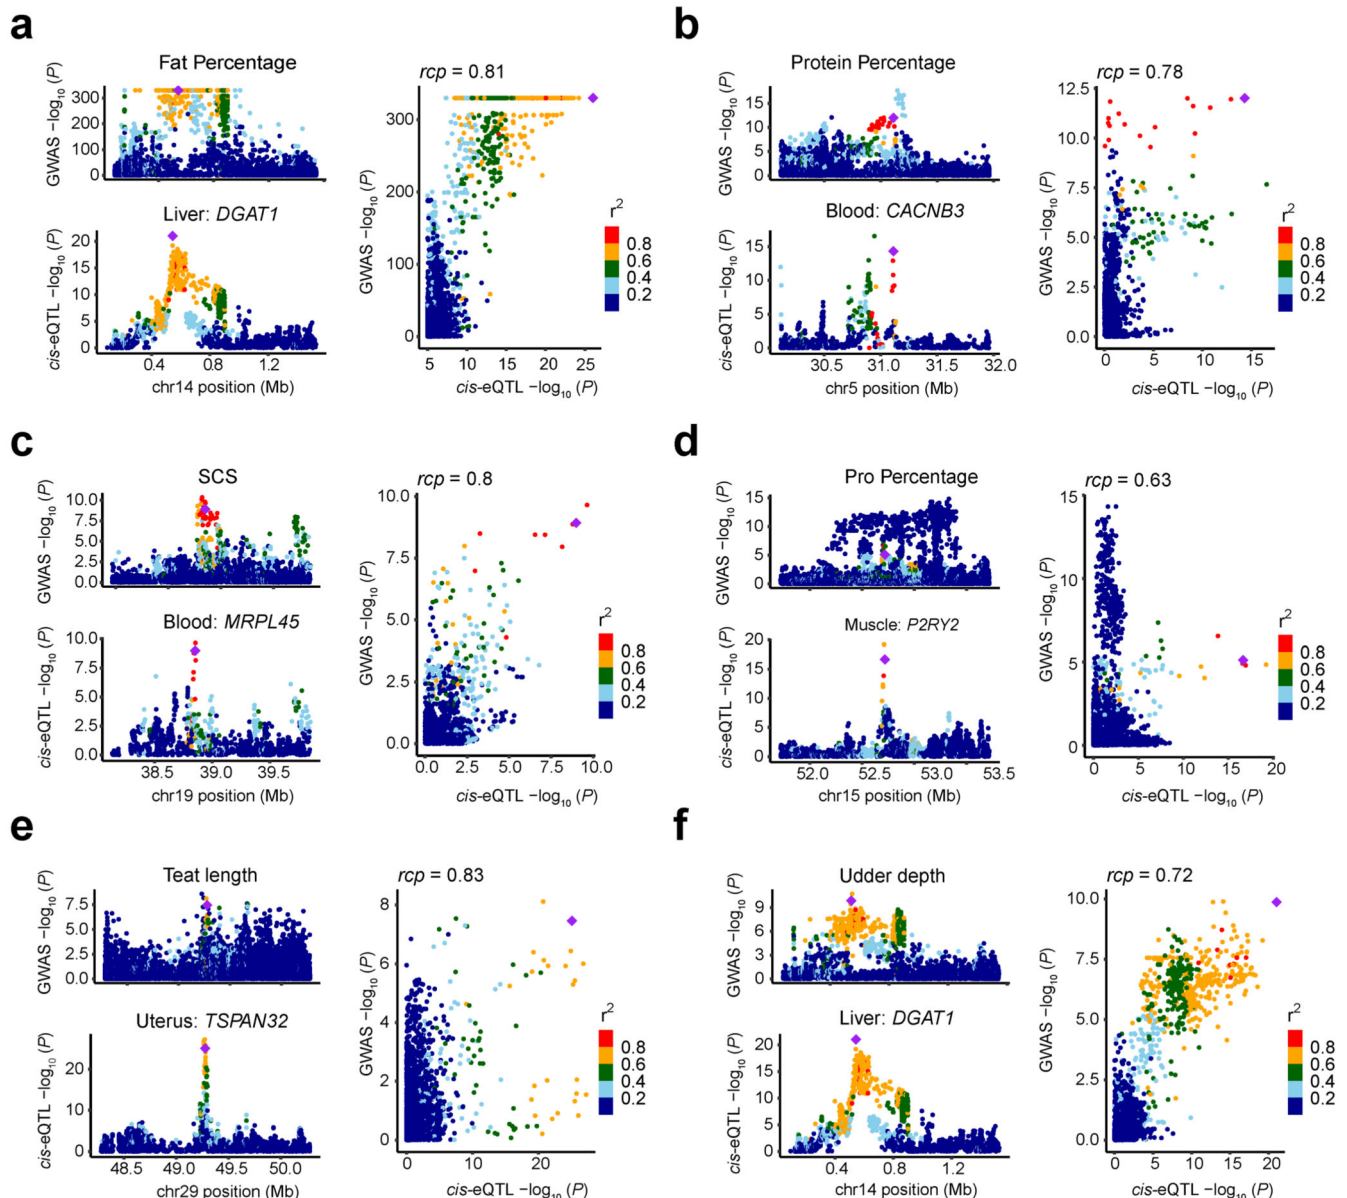 a
Fat Percentage
GWAS −log10 (P)
300
200
100
0
Liver: DGAT1
cis-eQTL −log10 (P)
20
15
10
5
0
0.4 0.8 1.2
chr14 position (Mb)
rcp = 0.81
GWAS −log10 (P)
300
200
100
0
5 10 15 20 25
cis-eQTL −log10 (P)
r2
0.8
0.6
0.4
0.2
b
Protein Percentage
GWAS −log10 (P)
15
10
5
0
Blood: CACNB3
cis-eQTL −log10 (P)
15
10
5
0
30.5 31.0 31.5 32.0
chr5 position (Mb)
rcp = 0.78
GWAS −log10 (P)
12.5
10.0
7.5
5.0
2.5
0.0
0 5 10 15
cis-eQTL −log10 (P)
r2
0.8
0.6
0.4
0.2
c
SCS
GWAS −log10 (P)
10.0
7.5
5.0
2.5
0.0
Blood: MRPL45
cis-eQTL −log10 (P)
10.0
7.5
5.0
2.5
0.0
38.5 39.0 39.5
chr19 position (Mb)
rcp = 0.8
GWAS −log10 (P)
10.0
7.5
5.0
2.5
0.0
0.0 2.5 5.0 7.5 10.0
cis-eQTL −log10 (P)
r2
0.8
0.6
0.4
0.2
d
Pro Percentage
GWAS −log10 (P)
15
10
5
0
Muscle: P2RY2
cis-eQTL −log10 (P)
20
15
10
5
0
52.0 52.6 53.0 53.5
chr15 position (Mb)
rcp = 0.63
GWAS −log10 (P)
15
10
5
0
0 5 10 15 20
cis-eQTL −log10 (P)
r2
0.8
0.6
0.4
0.2
e
Teat length
GWAS −log10 (P)
7.5
5.0
2.5
0.0
Uterus: TSPAN32
cis-eQTL −log10 (P)
20
10
0
48.5 49.0 49.5 50.0
chr29 position (Mb)
rcp = 0.83
GWAS −log10 (P)
8
6
4
2
0
0 10 20
cis-eQTL −log10 (P)
r2
0.8
0.6
0.4
0.2
f
Udder depth
GWAS −log10 (P)
9
6
3
0
Liver: DGAT1
cis-eQTL −log10 (P)
20
15
10
5
0
0.4 0.8 1.2
chr14 position (Mb)
rcp = 0.72
GWAS −log10 (P)
10.0
7.5
5.0
2.5
0.0
0 5 10 15 20
cis-eQTL −log10 (P)
r2
0.8
0.6
0.4
0.2